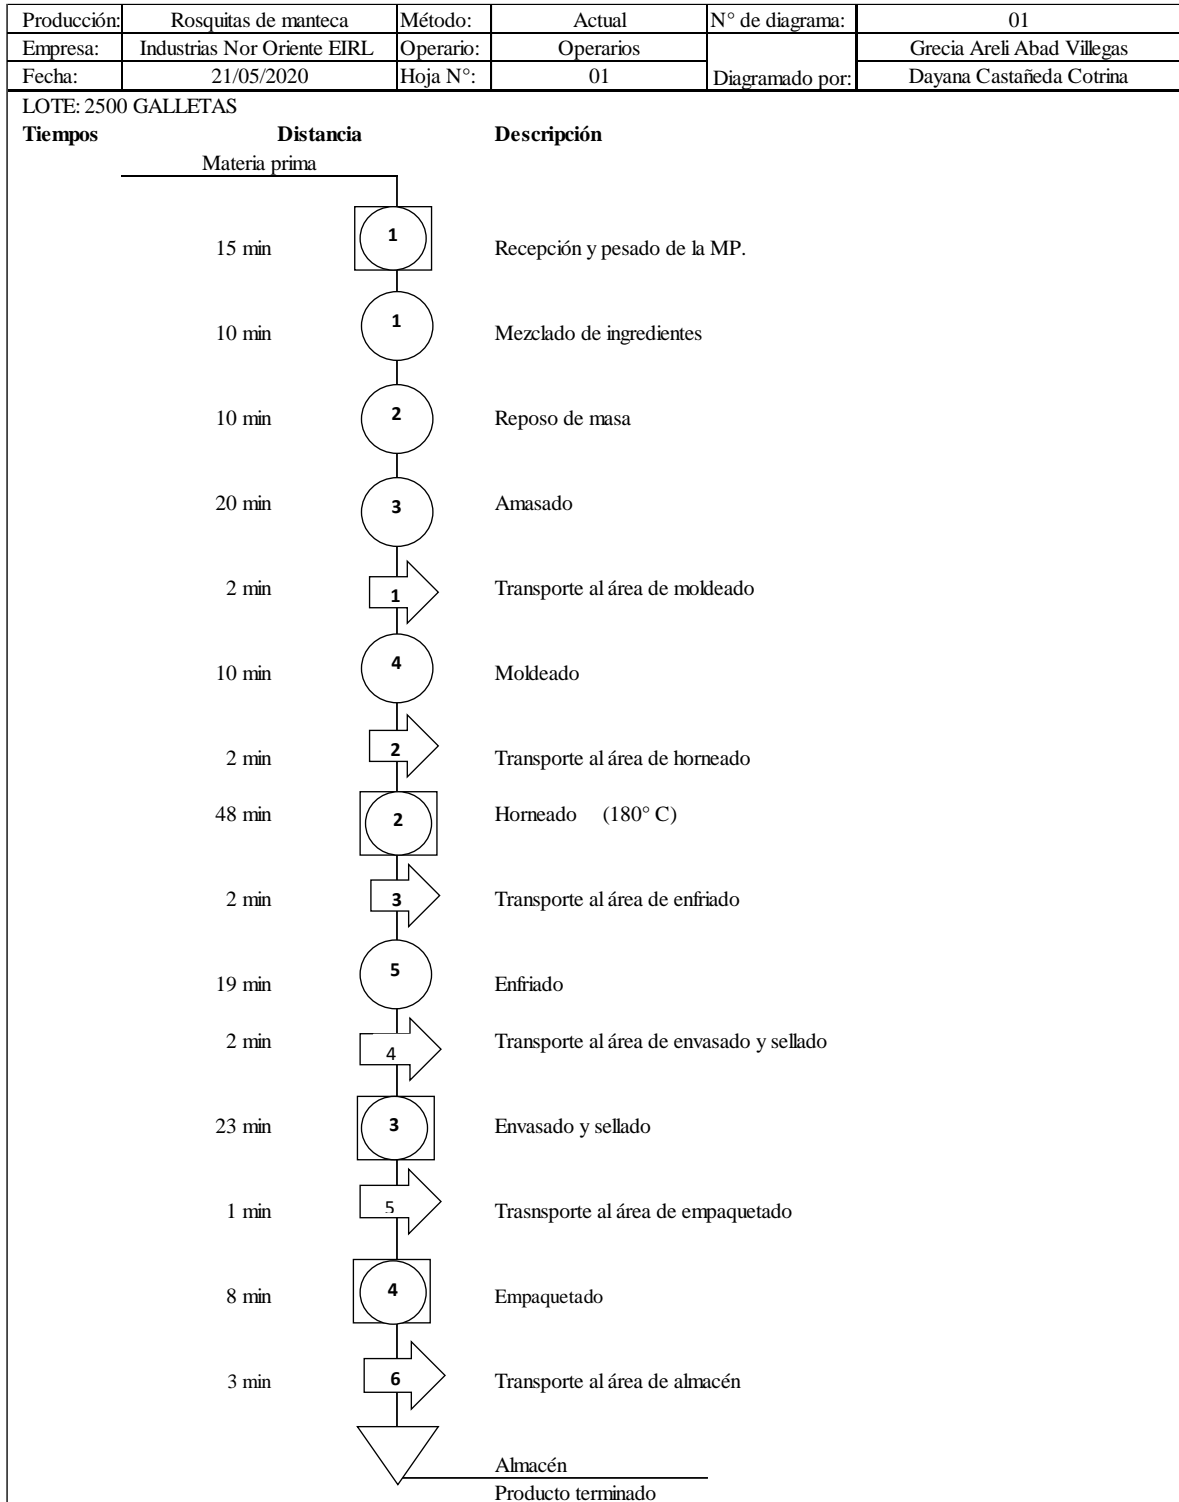 Producción: Rosquitas de manteca Método: Actual N° de diagrama: 01
Empresa: Industrias Nor Oriente EIRL Operario: Operarios Grecia Areli Abad Villegas
Fecha: 21/05/2020 Hoja N°: 01 Diagramado por: Dayana Castañeda Cotrina
LOTE: 2500 GALLETAS
Tiempos Distancia Descripción
Materia prima
15 min 1 Recepción y pesado de la MP.
10 min 1 Mezclado de ingredientes
10 min 2 Reposo de masa
20 min 3 Amasado
2 min 1 Transporte al área de moldeado
10 min 4 Moldeado
2 min 2 Transporte al área de horneado
48 min 2 Horneado (180° C)
2 min 3 Transporte al área de enfriado
19 min 5 Enfriado
2 min 4 Transporte al área de envasado y sellado
23 min 3 Envasado y sellado
1 min 5 Trasnsporte al área de empaquetado
8 min 4 Empaquetado
3 min 6 Transporte al área de almacén
Almacén
Producto terminado